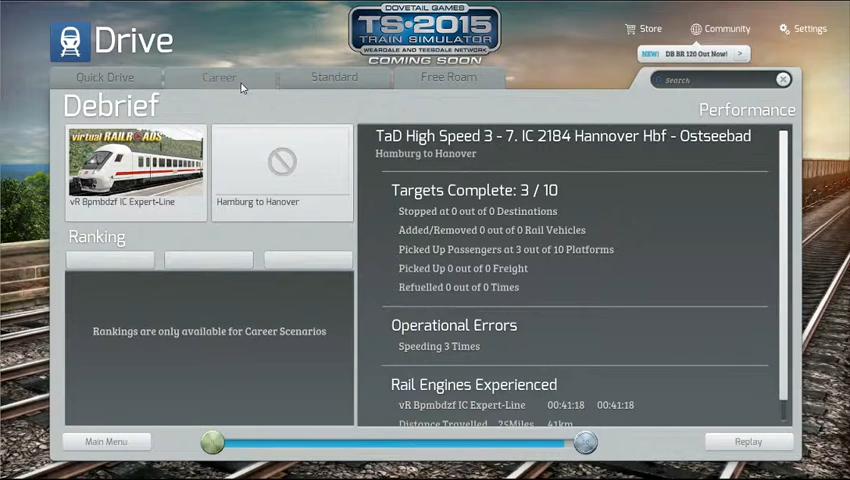 DOVETAIL GAMES
TS·2015
TRAIN SIMULATOR
WEARDALE AND TEESDALE NETWORK
COMING SOON
Drive
Store
Community
Settings
NEW! DB BR 120 Out Now! >
Quick Drive
Career
Standard
Free Roam
Search
Debrief
Performance
virtual RAILROADS
vR Bpmbdzf IC Expert-Line
Hamburg to Hanover
TaD High Speed 3 - 7. IC 2184 Hannover Hbf - Ostseebad
Hamburg to Hanover
Targets Complete: 3 / 10
Stopped at 0 out of 0 Destinations
Added/Removed 0 out of 0 Rail Vehicles
Picked Up Passengers at 3 out of 10 Platforms
Picked Up 0 out of 0 Freight
Refuelled 0 out of 0 Times
Ranking
Rankings are only available for Career Scenarios
Operational Errors
Speeding 3 Times
Rail Engines Experienced
vR Bpmbdzf IC Expert-Line 00:41:18 00:41:18
Distance Travelled 25Miles 41km
Main Menu
Replay